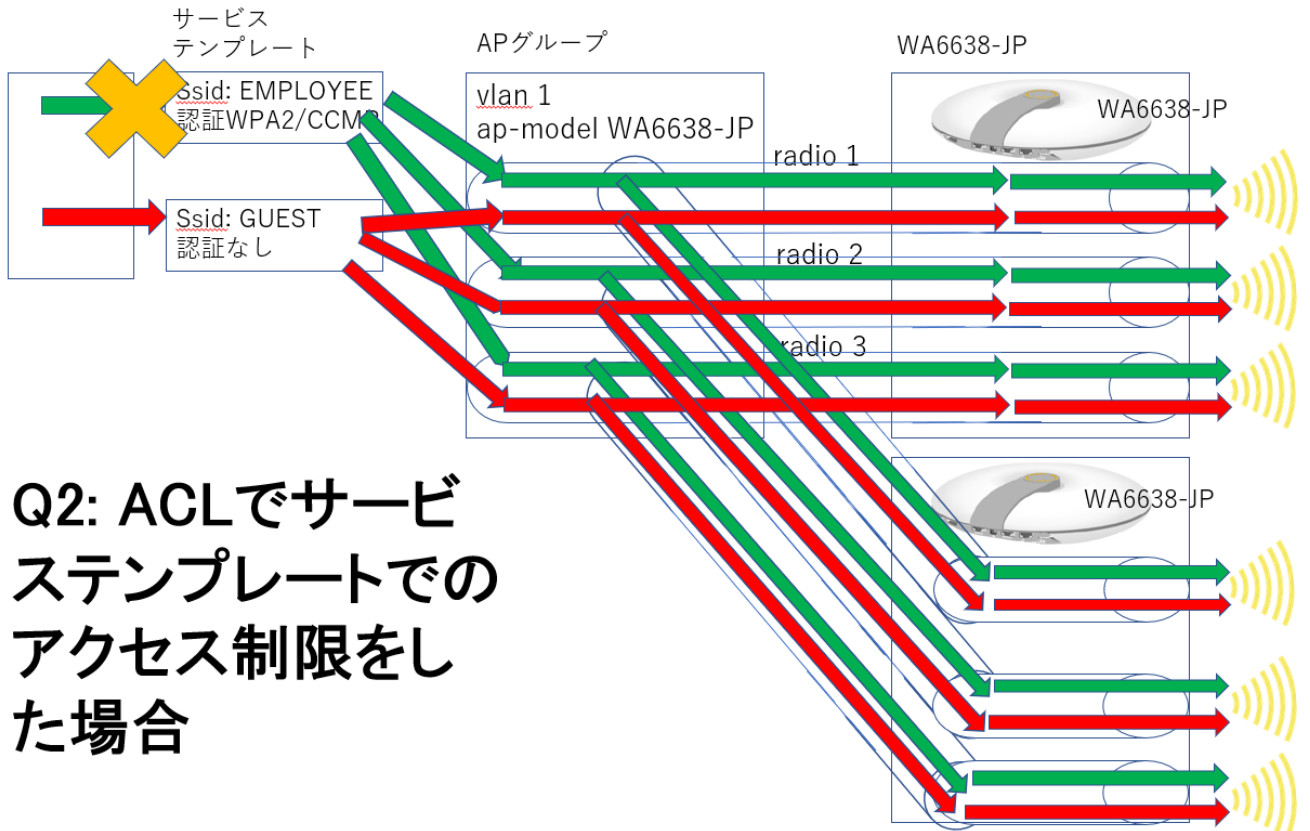 サービス
テンプレート
APグループ
WA6638-JP
Ssid: EMPLOYEE
認証WPA2/CCMP
vlan 1
ap-model WA6638-JP
WA6638-JP
radio 1
Ssid: GUEST
認証なし
radio 2
radio 3
Q2: ACLでサービ
ステンプレートでの
アクセス制限をし
た場合
WA6638-JP